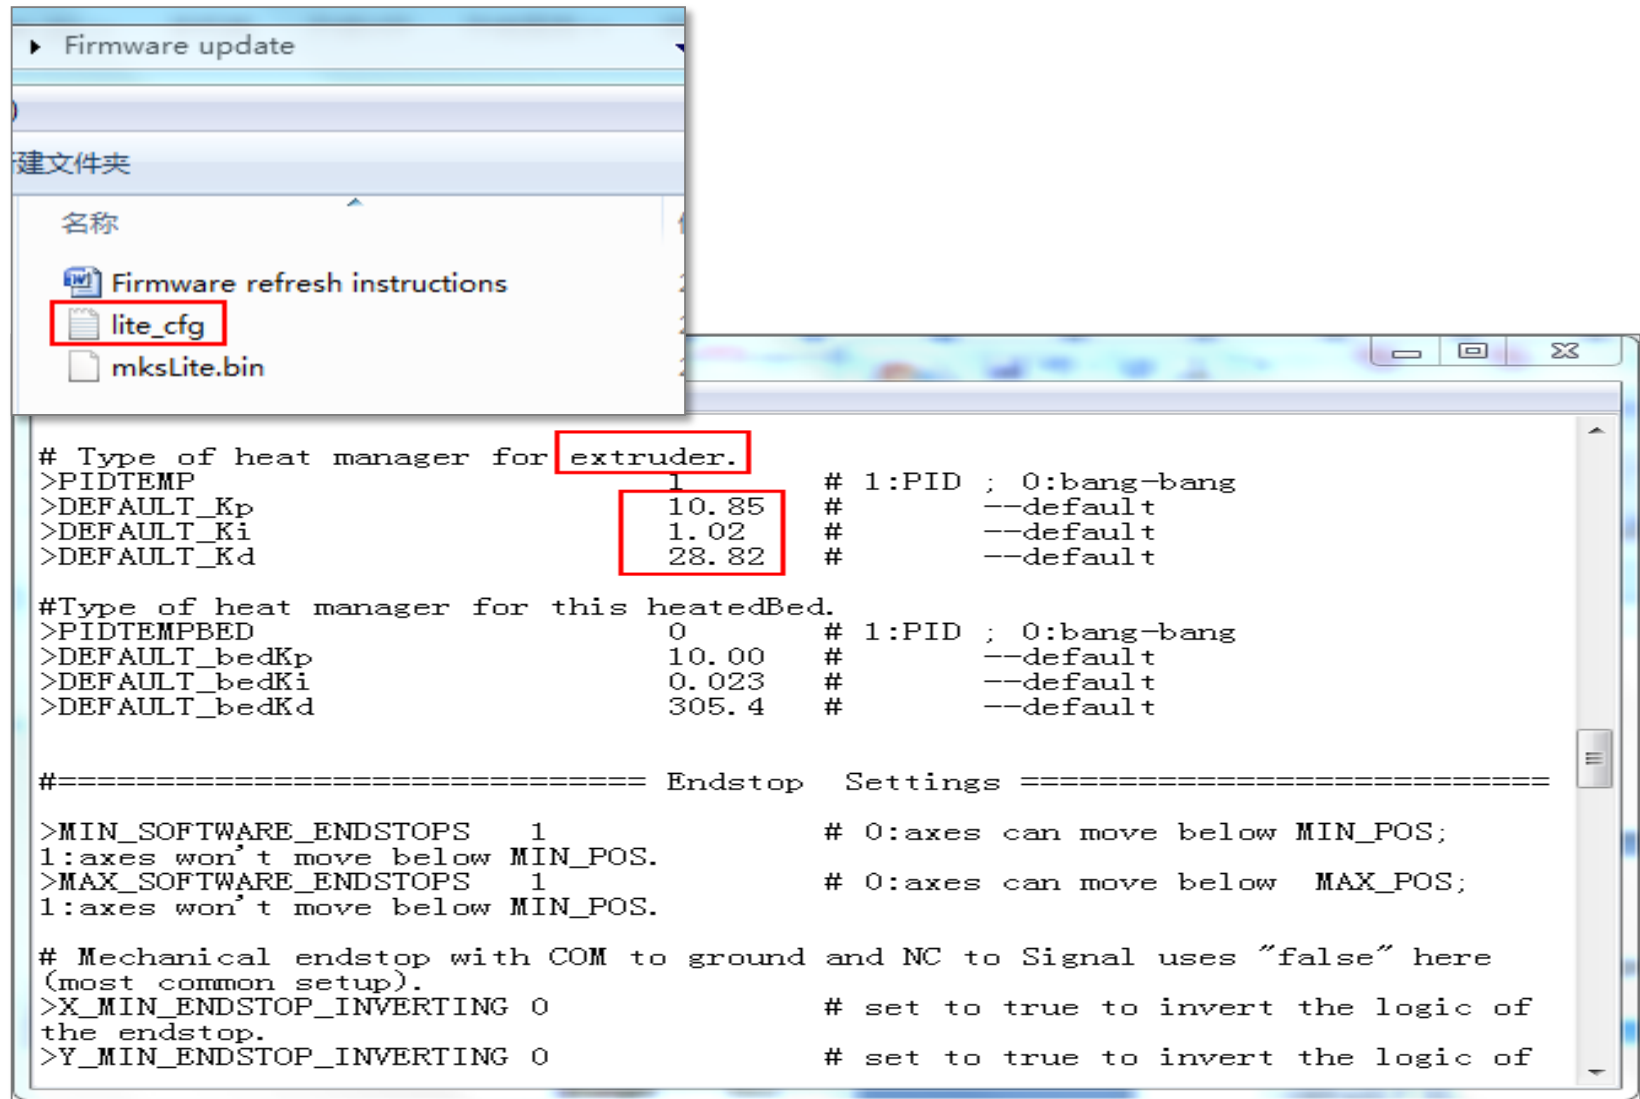 Firmware update
)
新建文件夹
名称
Firmware refresh instructions
lite_cfg
mksLite.bin
# Type of heat manager for extruder.
>PIDTEMP 1 # 1:PID ; 0:bang-bang
>DEFAULT_Kp 10.85 # --default
>DEFAULT_Ki 1.02 # --default
>DEFAULT_Kd 28.82 # --default
#Type of heat manager for this heatedBed.
>PIDTEMPBED 0 # 1:PID ; 0:bang-bang
>DEFAULT_bedKp 10.00 # --default
>DEFAULT_bedKi 0.023 # --default
>DEFAULT_bedKd 305.4 # --default
#============================== Endstop Settings ===========================
>MIN_SOFTWARE_ENDSTOPS 1 # 0:axes can move below MIN_POS;
1:axes won't move below MIN_POS.
>MAX_SOFTWARE_ENDSTOPS 1 # 0:axes can move below MAX_POS;
1:axes won't move below MIN_POS.
# Mechanical endstop with COM to ground and NC to Signal uses "false" here
(most common setup).
>X_MIN_ENDSTOP_INVERTING 0 # set to true to invert the logic of
the endstop.
>Y_MIN_ENDSTOP_INVERTING 0 # set to true to invert the logic of